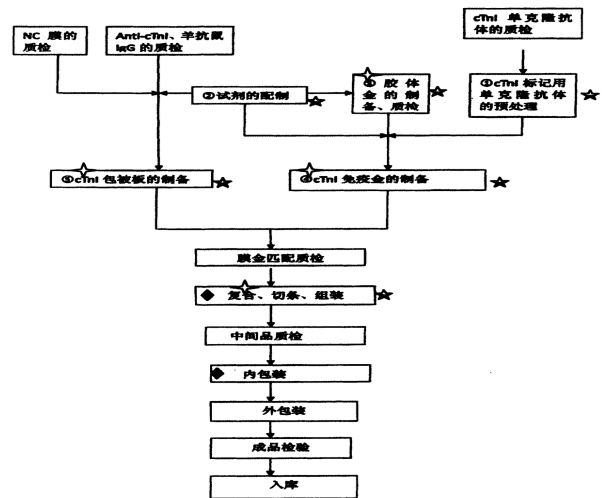 NC 膜的
质检
Anti-cTnI、羊抗鼠
IgG 的质检
cTnI 单克隆抗
体的质检
②试剂的配制
①胶体
金的制
备、质检
③cTnI 标记用
单克隆抗体
的预处理
⑤cTnI 包被板的制备
④cTnI 免疫金的制备
膜金匹配质检
复合、切条、组装
中间品质检
内包装
外包装
成品检验
入库